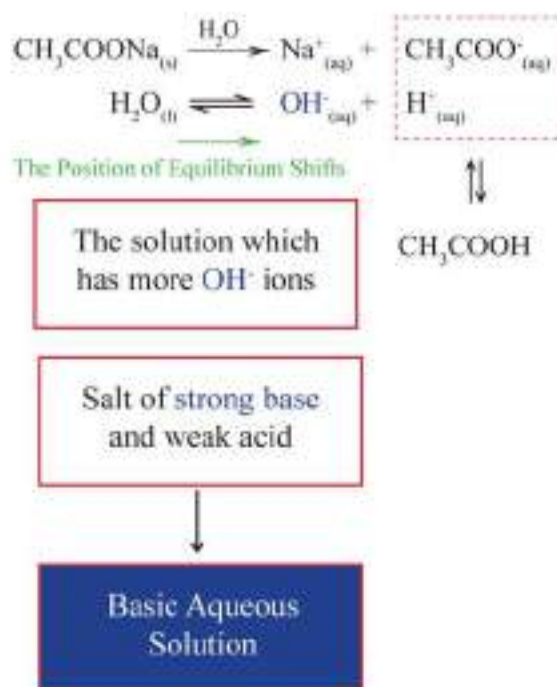 CH₃COONa₍s₎ H₂O Na⁺₍aq₎ + CH₃COO⁻₍aq₎
H₂O₍l₎ ⇌ OH⁻₍aq₎ + H⁺₍aq₎
The Position of Equilibrium Shifts
CH₃COOH
The solution which
has more OH⁻ ions
Salt of strong base
and weak acid
Basic Aqueous
Solution